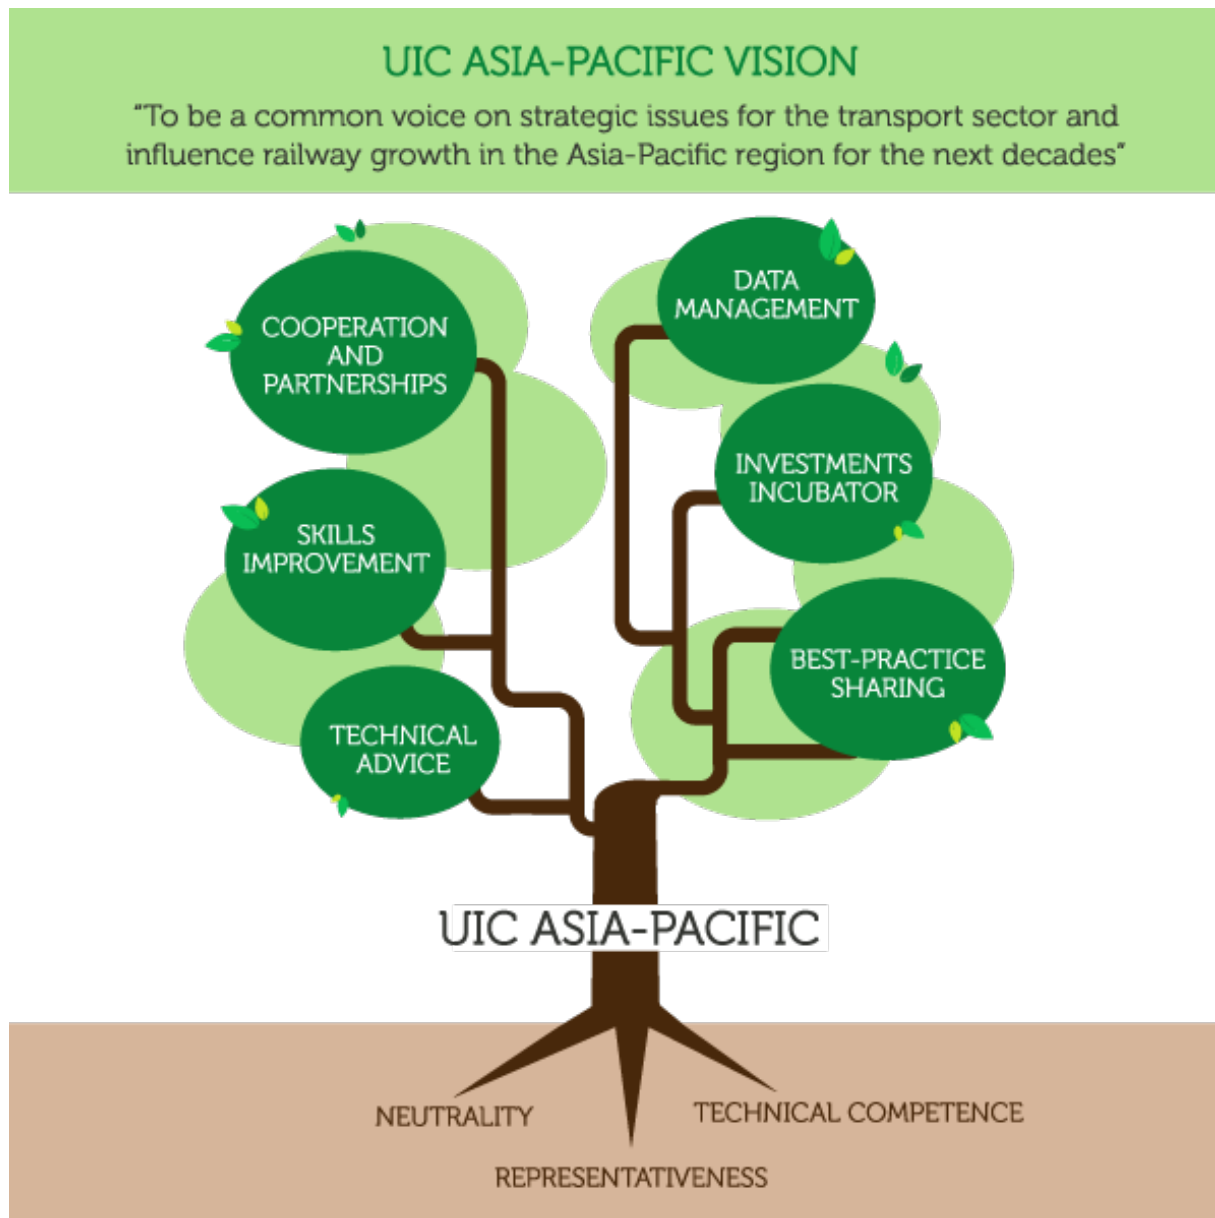 UIC ASIA-PACIFIC VISION
“To be a common voice on strategic issues for the transport sector and
influence railway growth in the Asia-Pacific region for the next decades”
COOPERATION
AND
PARTNERSHIPS
SKILLS
IMPROVEMENT
TECHNICAL
ADVICE
DATA
MANAGEMENT
INVESTMENTS
INCUBATOR
BEST-PRACTICE
SHARING
UIC ASIA-PACIFIC
NEUTRALITY
REPRESENTATIVENESS
TECHNICAL COMPETENCE